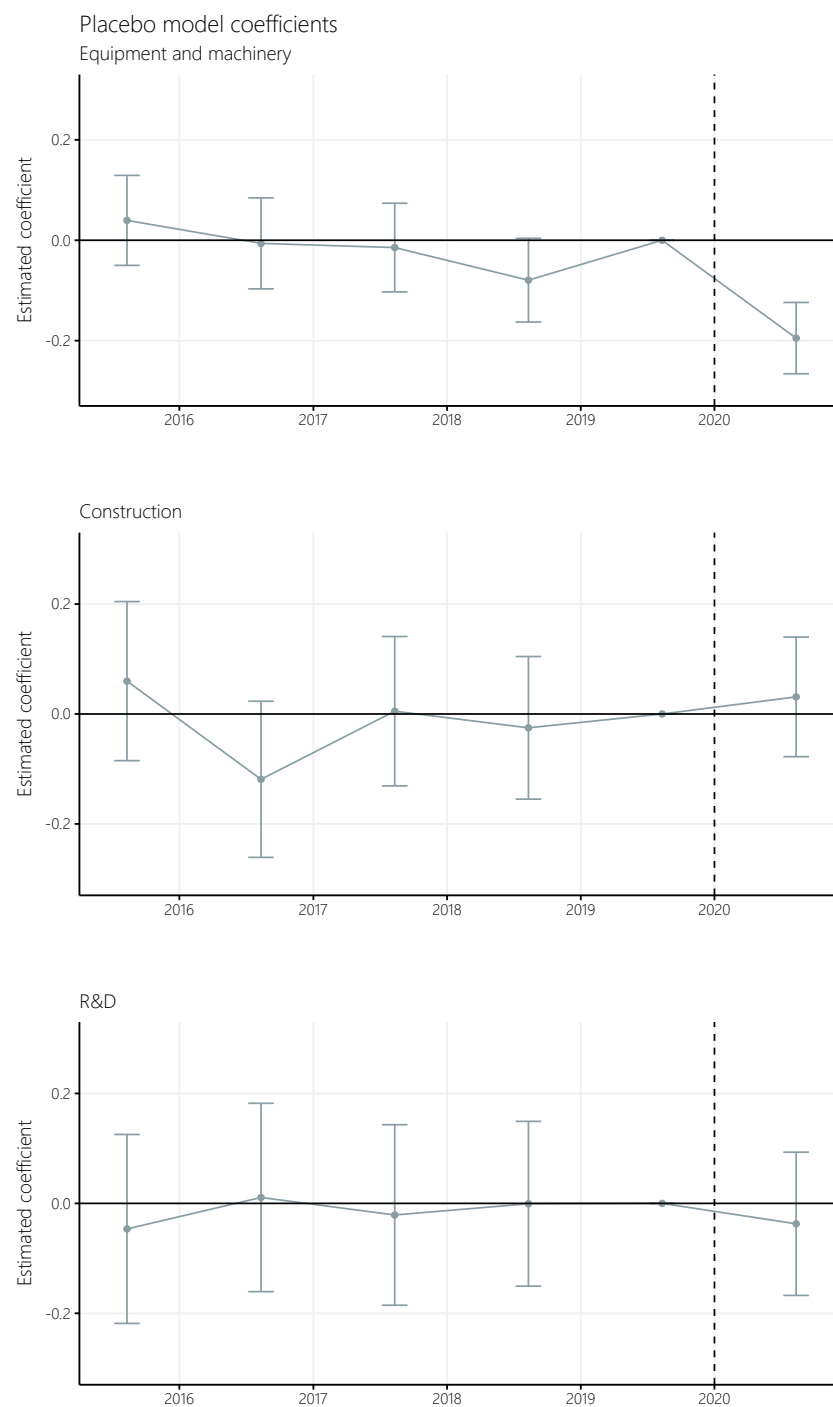 Placebo model coefficients
Equipment and machinery
Estimated coefficient
0.2
0.0
-0.2
2016 2017 2018 2019 2020
Construction
Estimated coefficient
0.2
0.0
-0.2
2016 2017 2018 2019 2020
R&D
Estimated coefficient
0.2
0.0
-0.2
2016 2017 2018 2019 2020